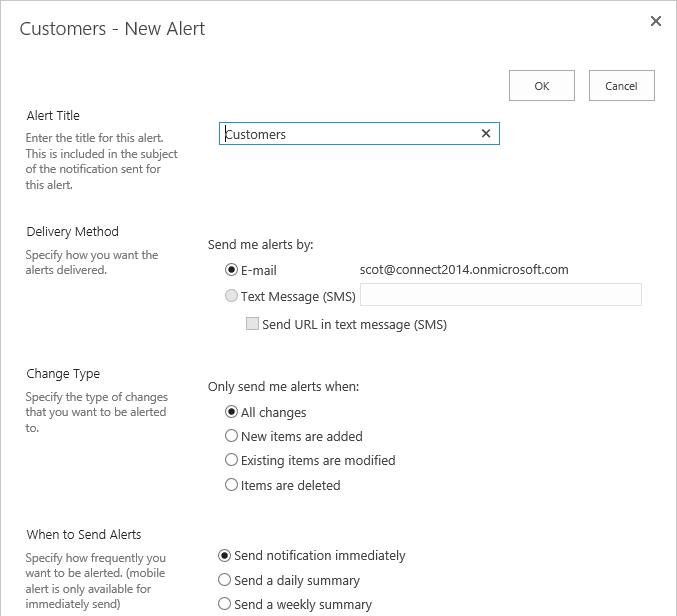 Customers - New Alert
OK
Cancel
Alert Title
Enter the title for this alert.
This is included in the subject
of the notification sent for
this alert.
Customers
Delivery Method
Specify how you want the
alerts delivered.
Send me alerts by:
E-mail
scot@connect2014.onmicrosoft.com
Text Message (SMS)
Send URL in text message (SMS)
Change Type
Specify the type of changes
that you want to be alerted
to.
Only send me alerts when:
All changes
New items are added
Existing items are modified
Items are deleted
When to Send Alerts
Specify how frequently you
want to be alerted. (mobile
alert is only available for
immediately send)
Send notification immediately
Send a daily summary
Send a weekly summary